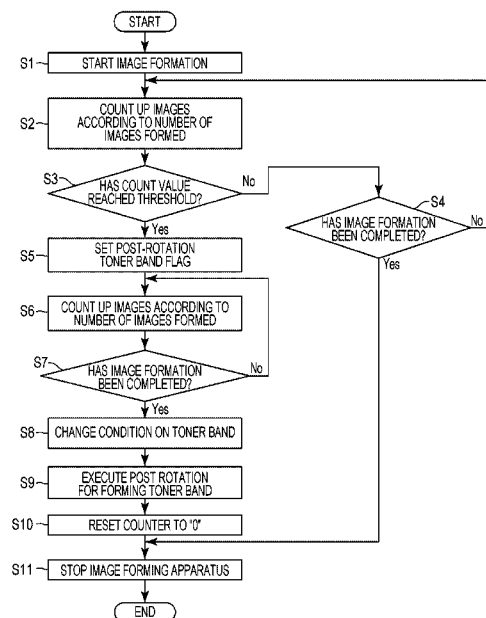 START
S1
START IMAGE FORMATION
S2
COUNT UP IMAGES
ACCORDING TO NUMBER OF
IMAGES FORMED
S3
HAS COUNT VALUE
REACHED THRESHOLD?
No
Yes
S4
HAS IMAGE FORMATION
BEEN COMPLETED?
No
Yes
S5
SET POST-ROTATION
TONER BAND FLAG
S6
COUNT UP IMAGES ACCORDING TO
NUMBER OF IMAGES FORMED
S7
HAS IMAGE FORMATION
BEEN COMPLETED?
No
Yes
S8
CHANGE CONDITION ON TONER BAND
S9
EXECUTE POST ROTATION
FOR FORMING TONER BAND
S10
RESET COUNTER TO "0"
S11
STOP IMAGE FORMING APPARATUS
END